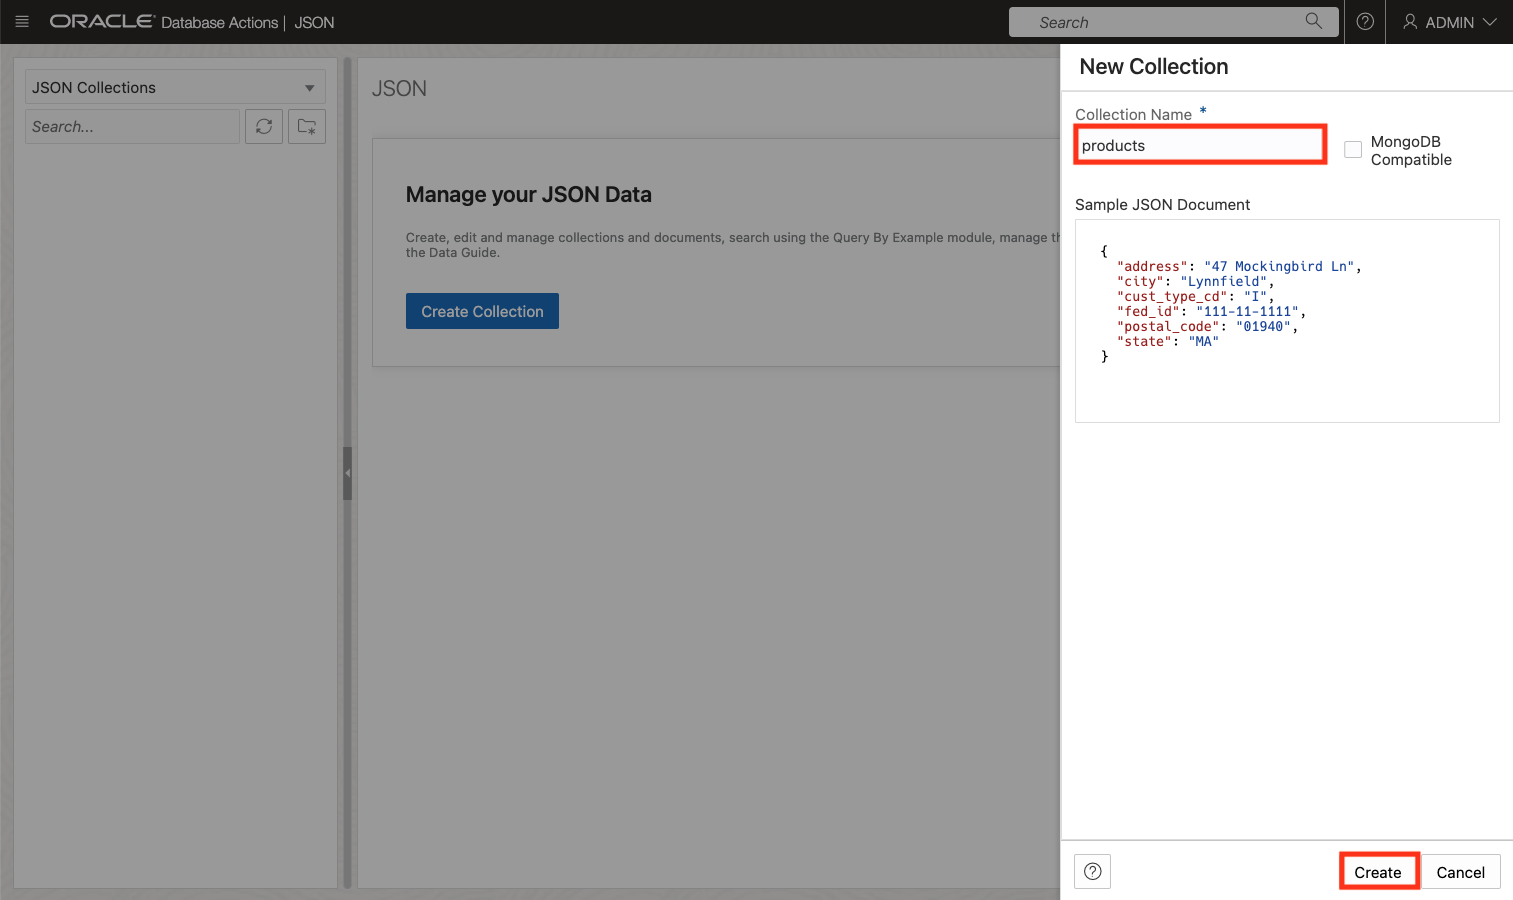 ORACLE Database Actions | JSON
Search
ADMIN
JSON Collections
Search...
JSON
Manage your JSON Data
Create, edit and manage collections and documents, search using the Query By Example module, manage
the Data Guide.
Create Collection
New Collection
Collection Name *
products
MongoDB
Compatible
Sample JSON Document
{
"address": "47 Mockingbird Ln",
"city": "Lynnfield",
"cust_type_cd": "I",
"fed_id": "111-11-1111",
"postal_code": "01940",
"state": "MA"
}
Create
Cancel